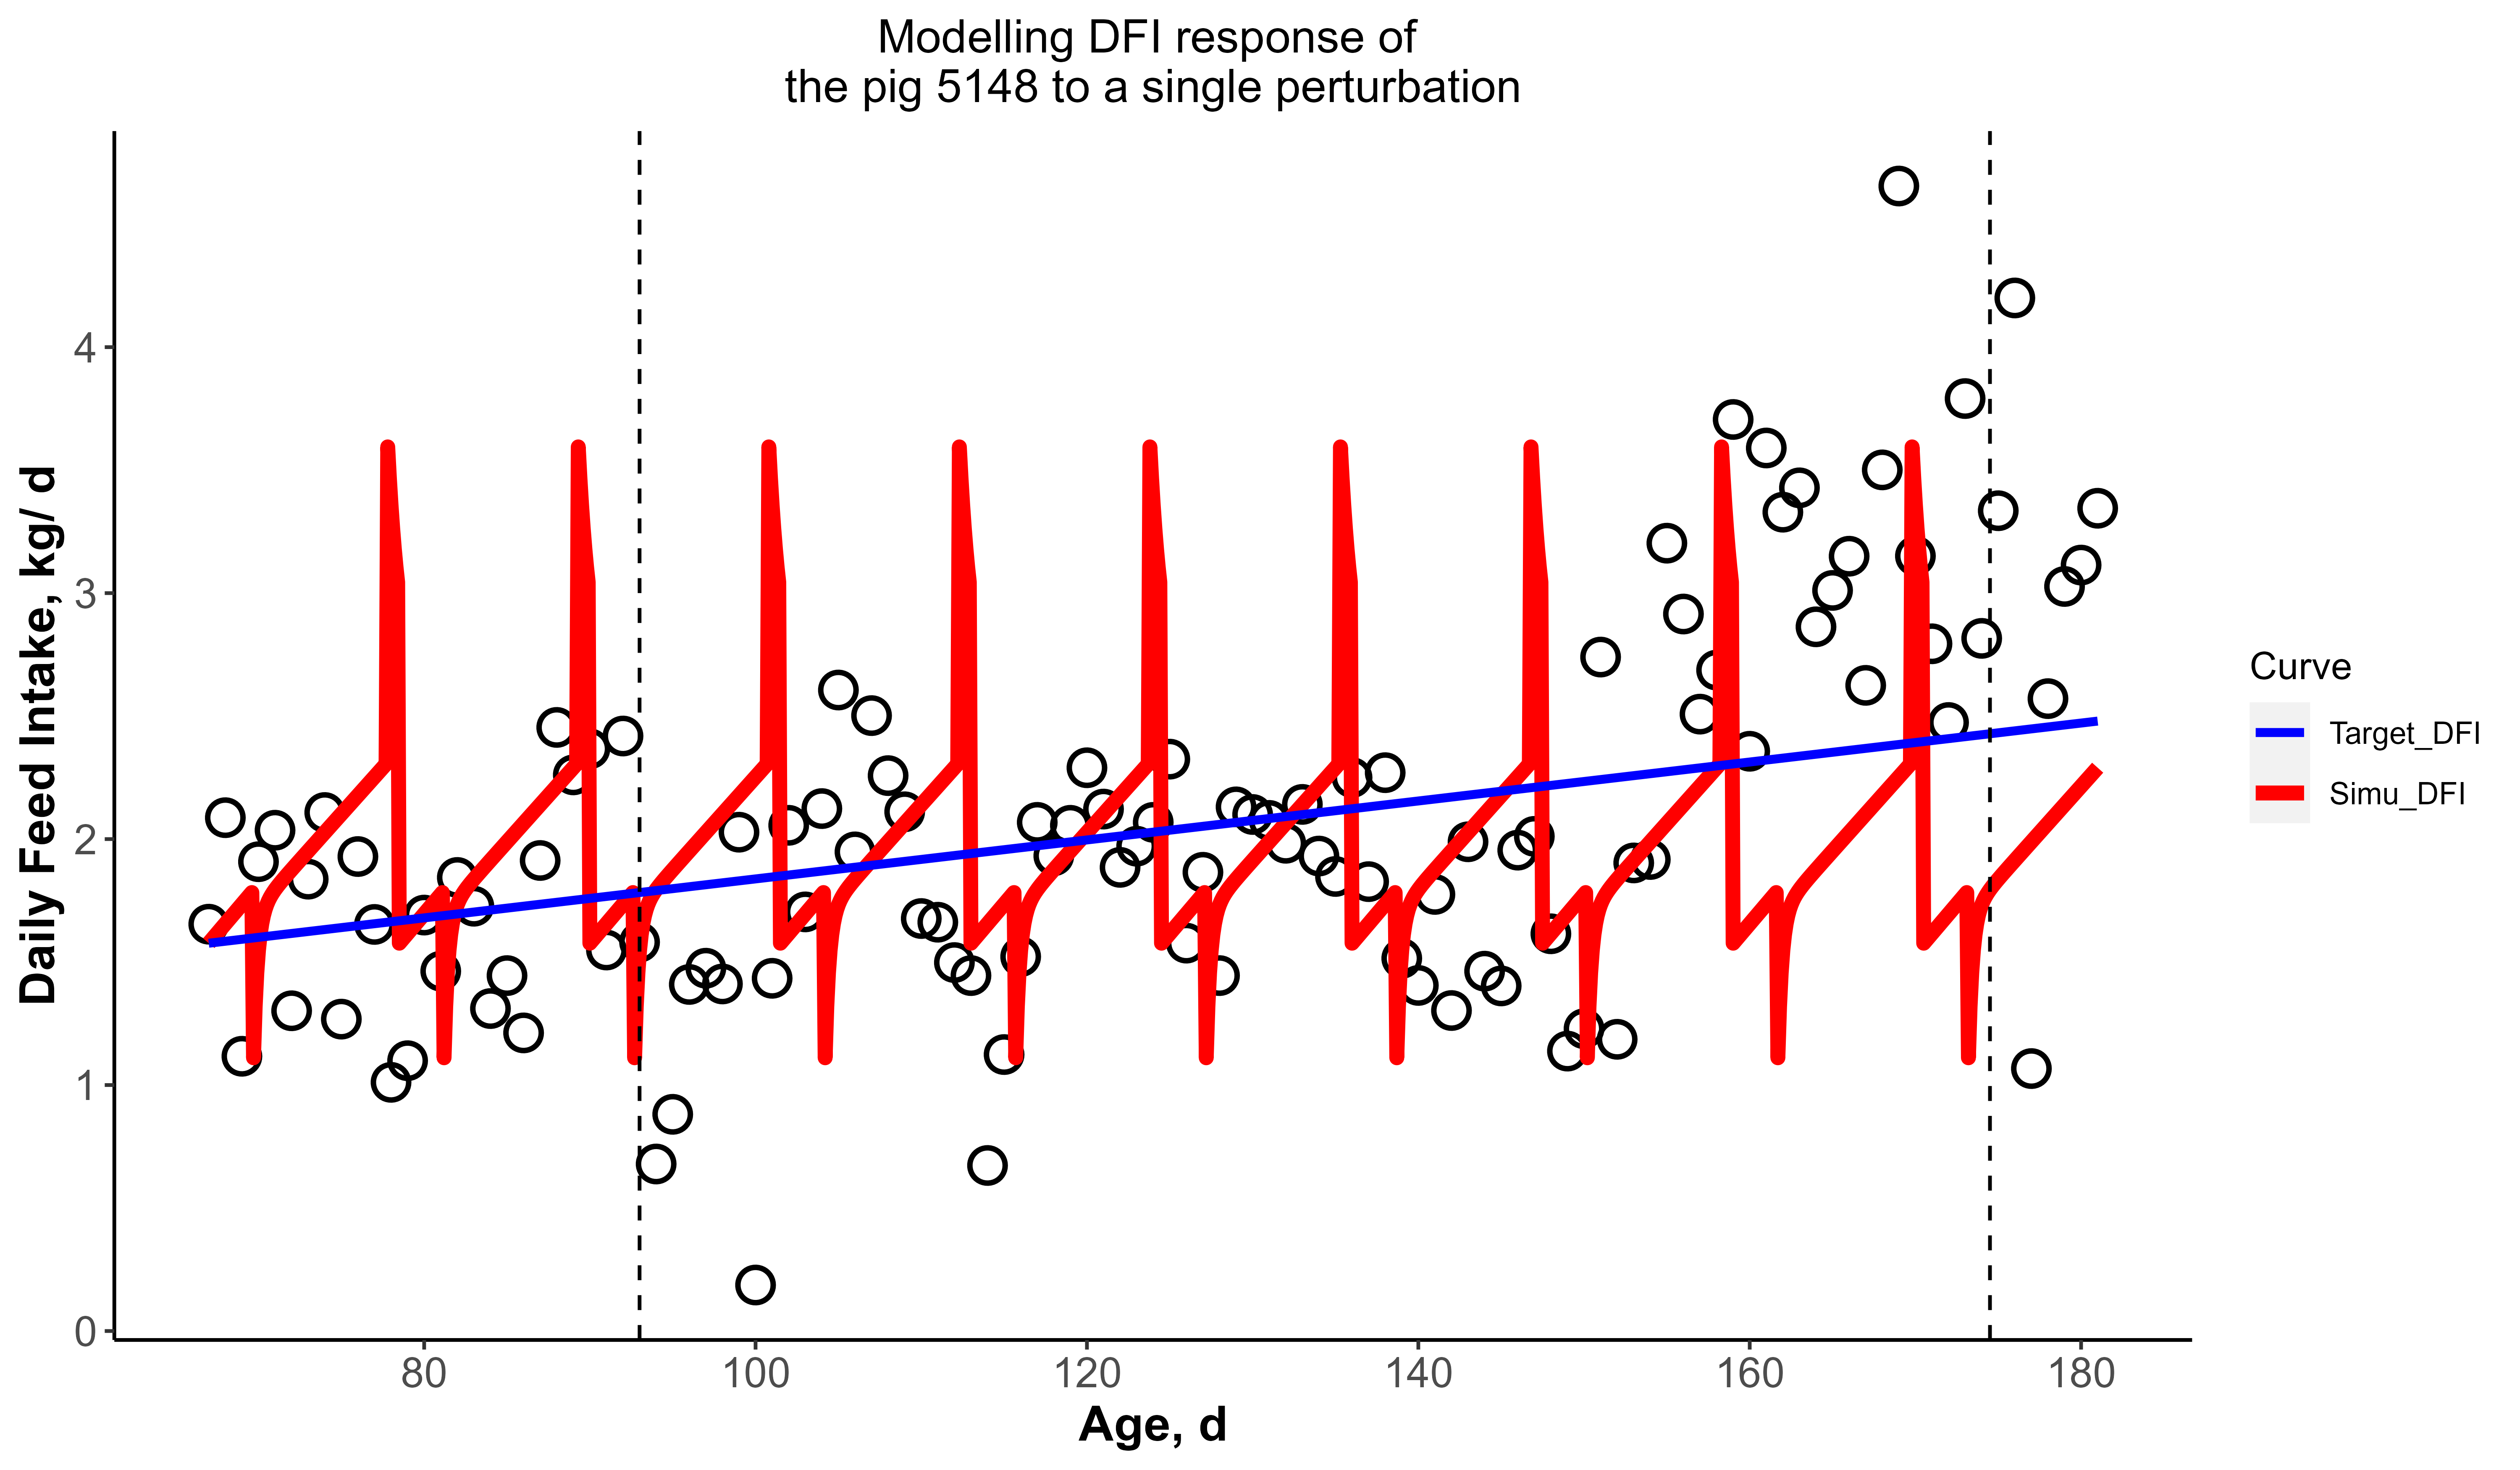 Modelling DFI response of
the pig 5148 to a single perturbation
Daily Feed Intake, kg/ d
4
3
2
1
0
80 100 120 140 160 180
Age, d
Curve
Target_DFI
Simu_DFI